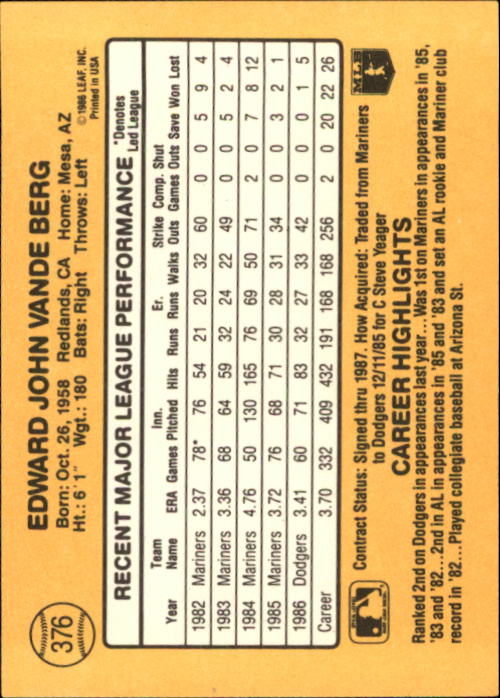 376
EDWARD JOHN VANDE BERG
Born: Oct. 26, 1958 Redlands, CA Home: Mesa, AZ
Ht.: 6' 1" Wgt.: 180 Bats: Right Throws: Left
© 1986 LEAF, INC.
Printed in USA
RECENT MAJOR LEAGUE PERFORMANCE *Denotes Led League
Year Team Name ERA Games Inn. Pitched Hits Runs Er. Runs Walks Strike Outs Comp. Games Shut Outs Save Won Lost
1982 Mariners 2.37 78* 76 54 21 20 32 60 0 0 5 9 4
1983 Mariners 3.36 68 64 59 32 24 22 49 0 0 5 2 4
1984 Mariners 4.76 50 130 165 76 69 50 71 2 0 7 8 12
1985 Mariners 3.72 76 68 71 30 28 31 34 0 0 3 2 1
1986 Dodgers 3.41 60 71 83 32 27 33 42 0 0 0 1 5
Career 3.70 332 409 432 191 168 168 256 2 0 20 22 26
Contract Status: Signed thru 1987. How Acquired: Traded from Mariners
to Dodgers 12/11/85 for C Steve Yeager
CAREER HIGHLIGHTS
MLB
Ranked 2nd on Dodgers in appearances last year...Was 1st on Mariners in appearances in '85,
'83 and '82...2nd in AL in appearances in '85 and '83 and set an AL rookie and Mariner club
record in '82...Played collegiate baseball at Arizona St.